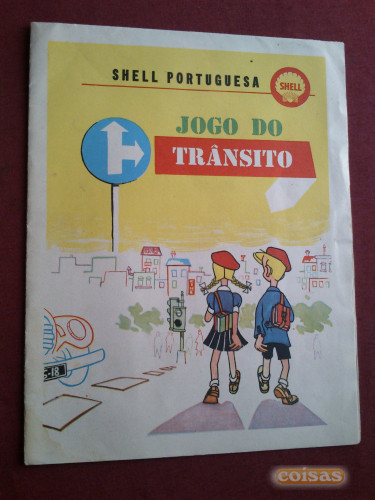 SHELL PORTUGUESA
SHELL
JOGO DO
TRÂNSITO
coisas